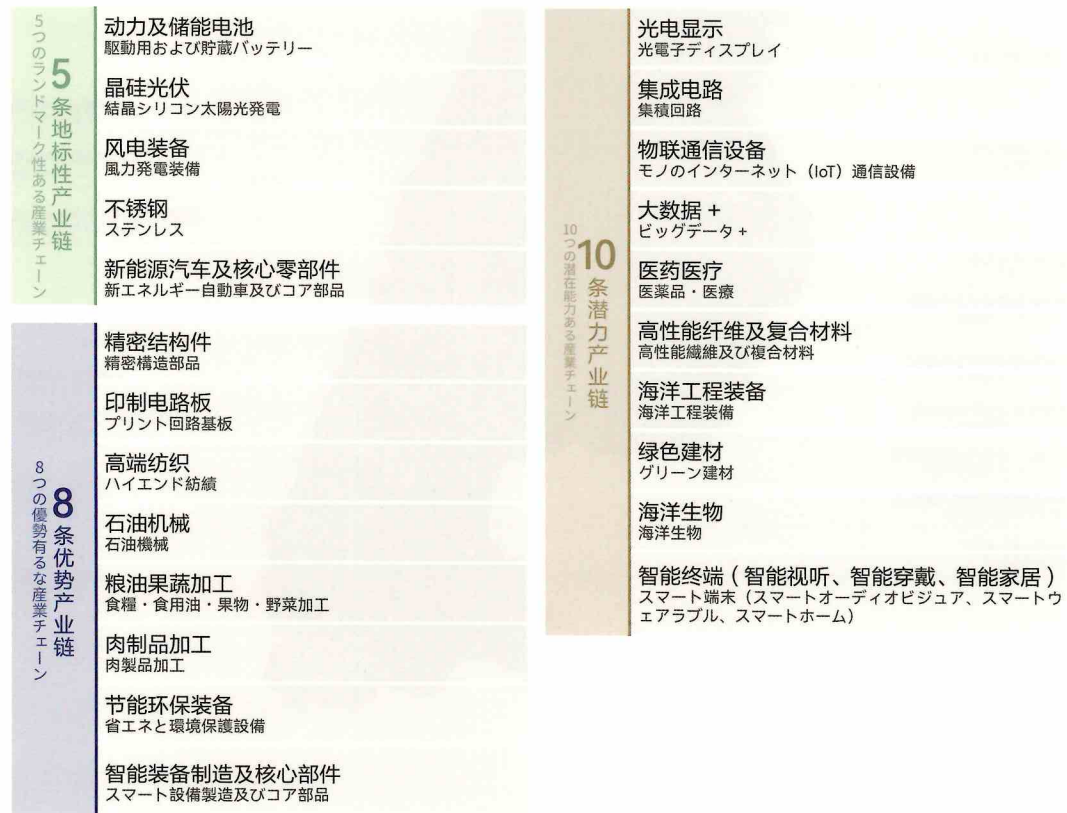 5条地标性产业链
5つのランドマーク性ある産業チェーン
动力及储能电池
駆動用および貯蔵バッテリー
晶硅光伏
結晶シリコン太陽光発電
风电装备
風力発電装備
不锈钢
ステンレス
新能源汽车及核心零部件
新エネルギー自動車及びコア部品
8条优势产业链
8つの優勢有るな産業チェーン
精密结构件
精密構造部品
印制电路板
プリント回路基板
高端纺织
ハイエンド紡績
石油机械
石油機械
粮油果蔬加工
食糧・食用油・果物・野菜加工
肉制品加工
肉製品加工
节能环保装备
省エネと環境保護設備
智能装备制造及核心部件
スマート設備製造及びコア部品
10条潜力产业链
10つの潜在能力ある産業チェーン
光电显示
光電子ディスプレイ
集成电路
集積回路
物联通信设备
モノのインターネット（IoT）通信設備
大数据 +
ビッグデータ +
医药医疗
医薬品・医療
高性能纤维及复合材料
高性能繊維及び複合材料
海洋工程装备
海洋工程装備
绿色建材
グリーン建材
海洋生物
海洋生物
智能终端（智能视听、智能穿戴、智能家居）
スマート端末（スマートオーディオビジュア、スマートウ
ェアラブル、スマートホーム）